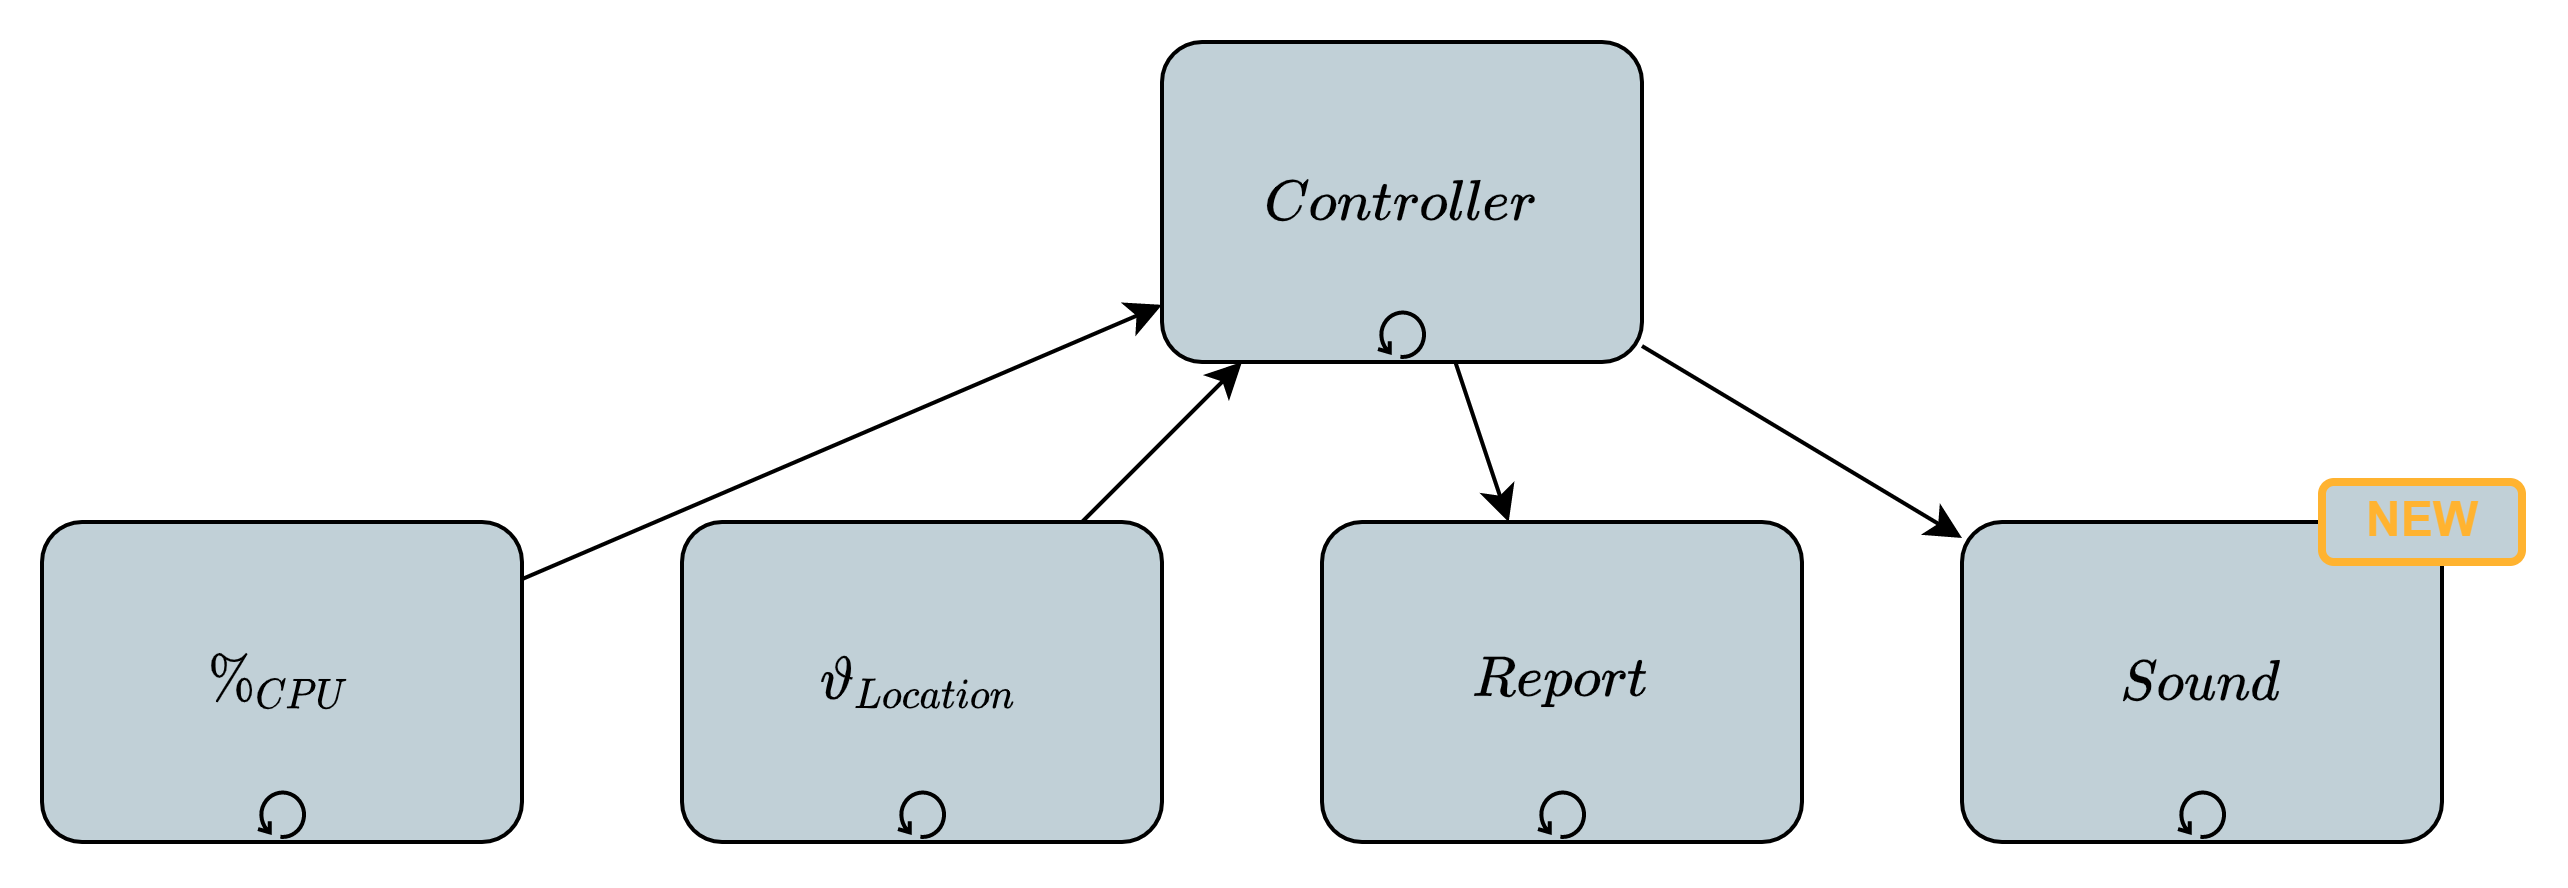 Controller
NEW
%CPU
ϑLocation
Report
Sound